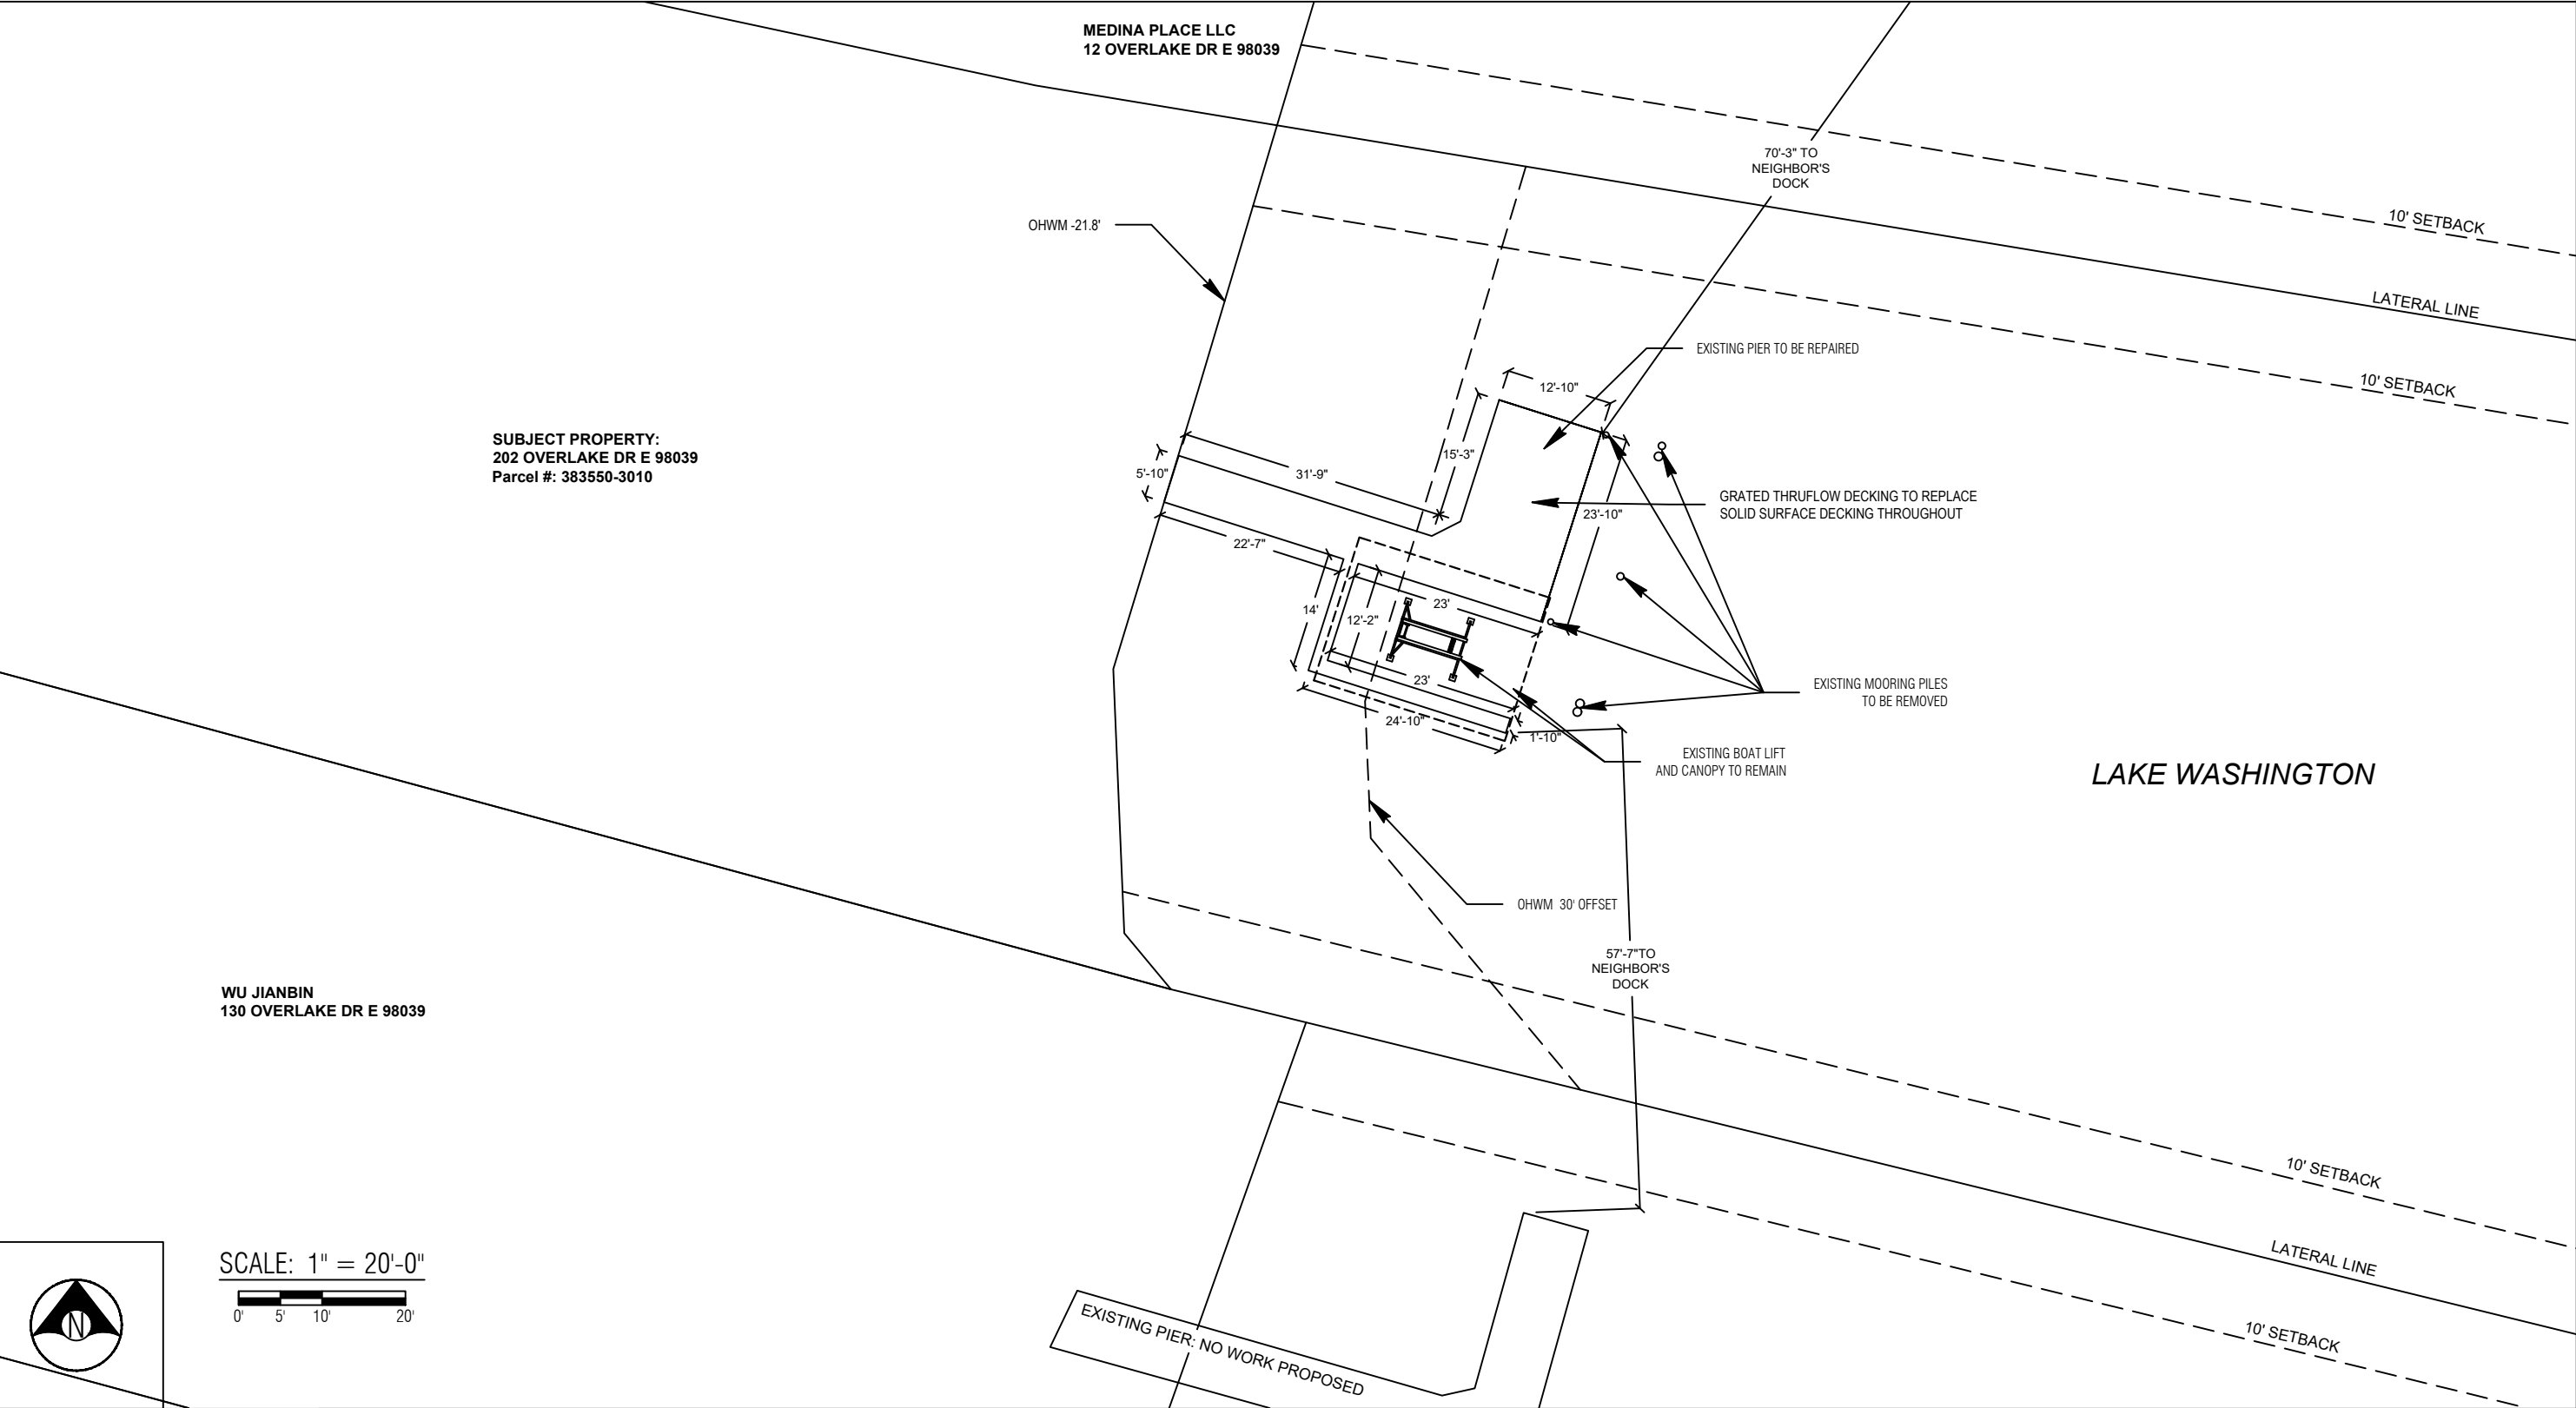 MEDINA PLACE LLC
12 OVERLAKE DR E 98039
70'-3" TO
NEIGHBOR'S
DOCK
10' SETBACK
OHWM -21.8'
LATERAL LINE
EXISTING PIER TO BE REPAIRED
10' SETBACK
12'-10"
SUBJECT PROPERTY:
202 OVERLAKE DR E 98039
Parcel #: 383550-3010
15'-3"
5'-10"
31'-9"
GRATED THRUFLOW DECKING TO REPLACE
SOLID SURFACE DECKING THROUGHOUT
23'-10"
22'-7"
14'
12'-2"
23'
23'
24'-10"
1'-10"
EXISTING MOORING PILES
TO BE REMOVED
EXISTING BOAT LIFT
AND CANOPY TO REMAIN
LAKE WASHINGTON
OHWM 30' OFFSET
57'-7"TO
NEIGHBOR'S
DOCK
WU JIANBIN
130 OVERLAKE DR E 98039
10' SETBACK
LATERAL LINE
10' SETBACK
SCALE: 1" = 20'-0"
0' 5' 10' 20'
N
EXISTING PIER: NO WORK PROPOSED